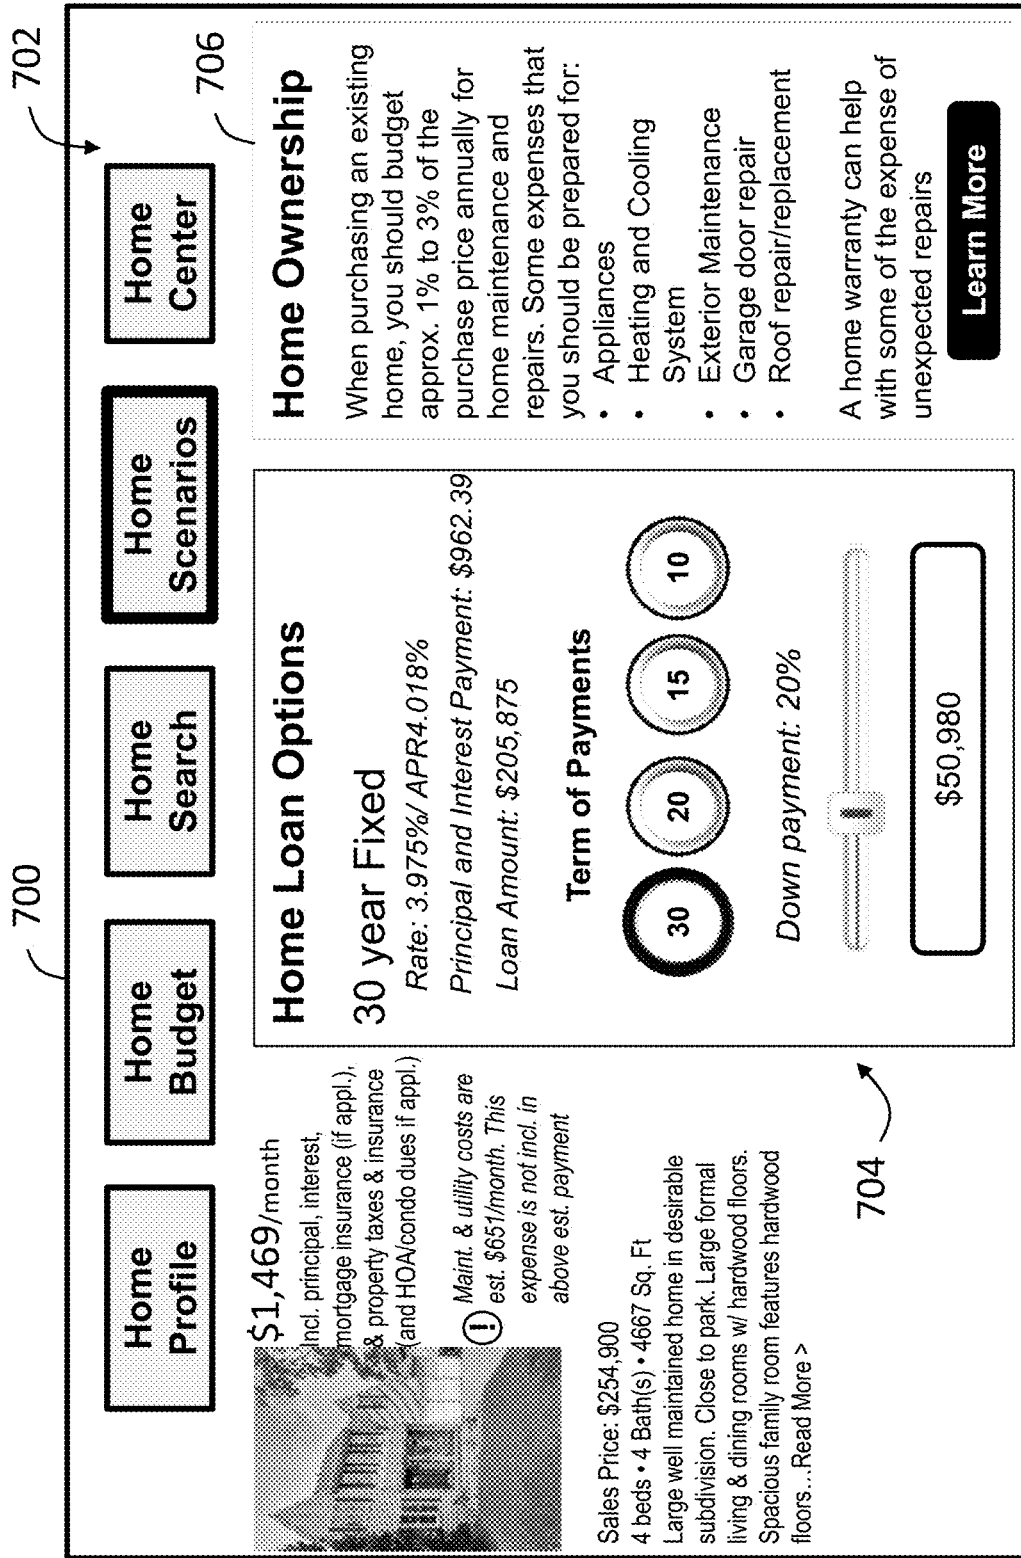 700
702
Home
Profile
Home
Budget
Home
Search
Home
Scenarios
Home
Center
$1,469/month
Incl. principal, interest,
mortgage insurance (if appl.),
& property taxes & insurance
(and HOA/condo dues if appl.)
! Maint. & utility costs are
est. $651/month. This
expense is not incl. in
above est. payment
Sales Price: $254,900
4 beds • 4 Bath(s) • 4667 Sq. Ft
Large well maintained home in desirable
subdivision. Close to park. Large formal
living & dining rooms w/ hardwood floors.
Spacious family room features hardwood
floors...Read More >
704
Home Loan Options
30 year Fixed
Rate: 3.975%/ APR4.018%
Principal and Interest Payment: $962.39
Loan Amount: $205,875
Term of Payments
30 20 15 10
Down payment: 20%
$50,980
706
Home Ownership
When purchasing an existing
home, you should budget
approx. 1% to 3% of the
purchase price annually for
home maintenance and
repairs. Some expenses that
you should be prepared for:
• Appliances
• Heating and Cooling
System
• Exterior Maintenance
• Garage door repair
• Roof repair/replacement
A home warranty can help
with some of the expense of
unexpected repairs
Learn More